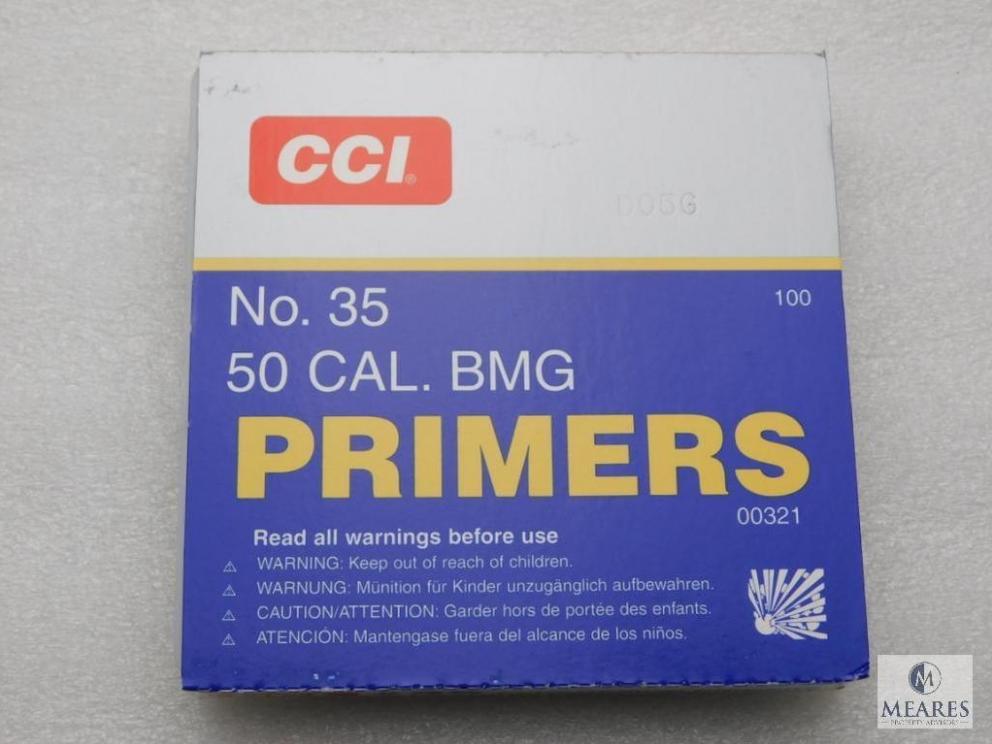 CCI®
D05G
No. 35
100
50 CAL. BMG
PRIMERS
00321
Read all warnings before use
⚠ WARNING: Keep out of reach of children.
⚠ WARNUNG: Münition für Kinder unzugänglich aufbewahren.
⚠ CAUTION/ATTENTION: Garder hors de portée des enfants.
⚠ ATENCIÓN: Mantengase fuera del alcance de los niños.
M
MEARES
PROPERTY ADVISORS